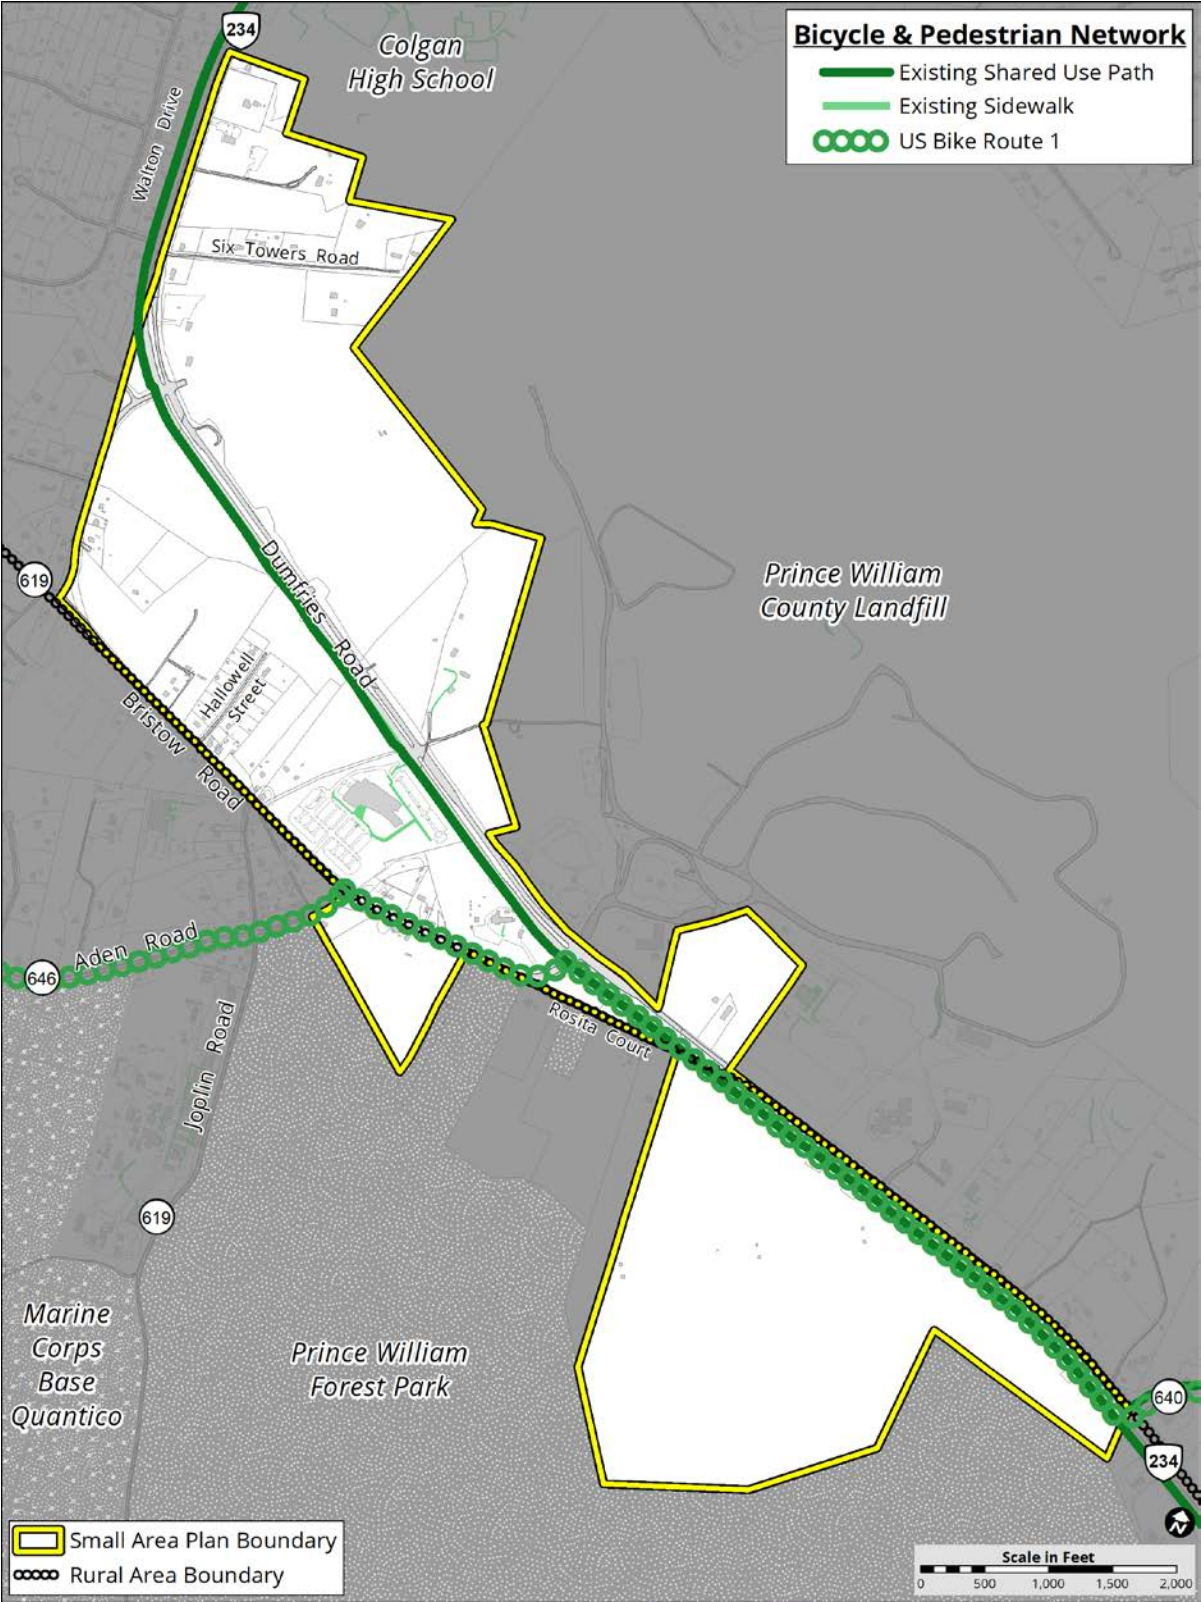 234
Colgan
High School
Bicycle & Pedestrian Network
Existing Shared Use Path
Existing Sidewalk
US Bike Route 1
Walton Drive
Six Towers Road
619
Dumfries Road
Prince William
County Landfill
Hallowell
Street
Bristow Road
Aden Road
646
Rosita Court
Joplin Road
619
Marine
Corps
Base
Quantico
Prince William
Forest Park
640
234
N
Small Area Plan Boundary
Rural Area Boundary
Scale in Feet
0 500 1,000 1,500 2,000